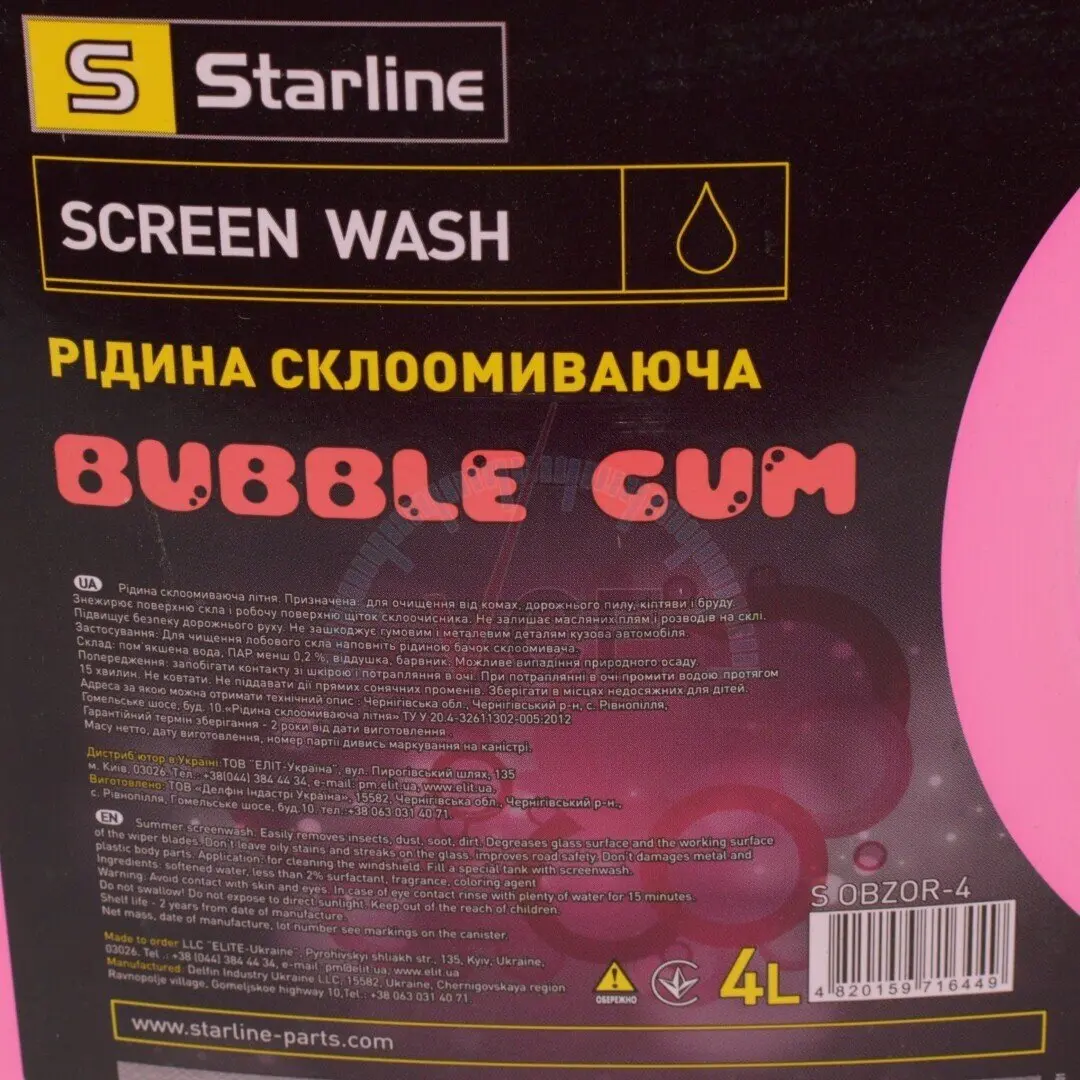 S Starline
SCREEN WASH
РІДИНА СКЛООМИВАЮЧА
BUBBLE GUM
UA Рідина склоомиваюча літня. Призначена для очищення від комах, дорожнього пилу, кіптяви і бруду.
Знежирює поверхню скла і робочу поверхню щіток склоочисника. Не залишає масляних плям і розводів на склі.
Підвищує безпеку дорожнього руху. Не зашкоджує гумовим і металевим деталям кузова автомобіля.
Застосування: Для чищення лобового скла наповніть рідиною бачок склоомивача.
Склад: пом'якшена вода, ПАР менш 0,2 %, віддушка, барвник. Можливе випадіння природного осаду.
Попередження: запобігати контакту зі шкірою і потрапляння в очі. При потраплянні в очі промити водою протягом
15 хвилин. Не ковтати. Не піддавати дії прямих сонячних променів. Зберігати в місцях недосяжних для дітей.
Адреса за якою можна отримати технічний опис : Чернігівська обл., Чернігівський р-н, с. Рівнопілля,
Гомельське шосе, буд. 10.«Рідина склоомиваюча літня» ТУ У 20.4-32611302-005:2012
Гарантійний термін зберігання - 2 роки від дати виготовлення .
Масу нетто, дату виготовлення, номер партії дивись маркування на каністрі.
Дистриб'ютор в Україні:ТОВ "ЕЛІТ-Україна", вул. Пирогівський шлях, 135
м. Київ, 03026. Тел.: +38(044) 384 44 34, e-mail: pm.elit.ua, www.elit.ua.
Виготовлено: ТОВ «Делфін Індастрі Україна», 15582, Чернігівська обл., Чернігівський р-н.,
с. Рівнопілля, Гомельське шосе, буд.10, тел.:+38 063 031 40 71.
EN Summer screenwash. Easily removes insects, dust, soot, dirt. Degreases glass surface and the working surface
of the wiper blades. Don't leave oily stains and streaks on the glass, improves road safety. Don't damages metal and
plastic body parts. Application: for cleaning the windshield. Fill a special tank with screenwash.
Ingredients: softened water, less than 2% surfactant, fragrance, coloring agent
Warning: Avoid contact with skin and eyes. In case of eye contact rinse with plenty of water for 15 minutes.
Do not swallow! Do not expose to direct sunlight. Keep out of the reach of children.
Shelf life - 2 years from date of manufacture.
Net mass, date of manufacture, lot number see markings on the canister.
Made to order LLC "ELITE-Ukraine", Pyrohivskyi shliakh str., 135, Kyiv, Ukraine,
03026. Tel. : +38 (044) 384 44 34, e-mail. pm@elit.ua; www.elit.ua
Manufactured: Delfin Industry Ukraine LLC, 15582, Ukraine, Chernigovskaya region
Ravnopolje village, Gomeljskoe highway 10,Tel.: +38 063 031 40 71 .
ОБЕРЕЖНО
4L
S OBZOR-4
4 820159 716449
www.starline-parts.com